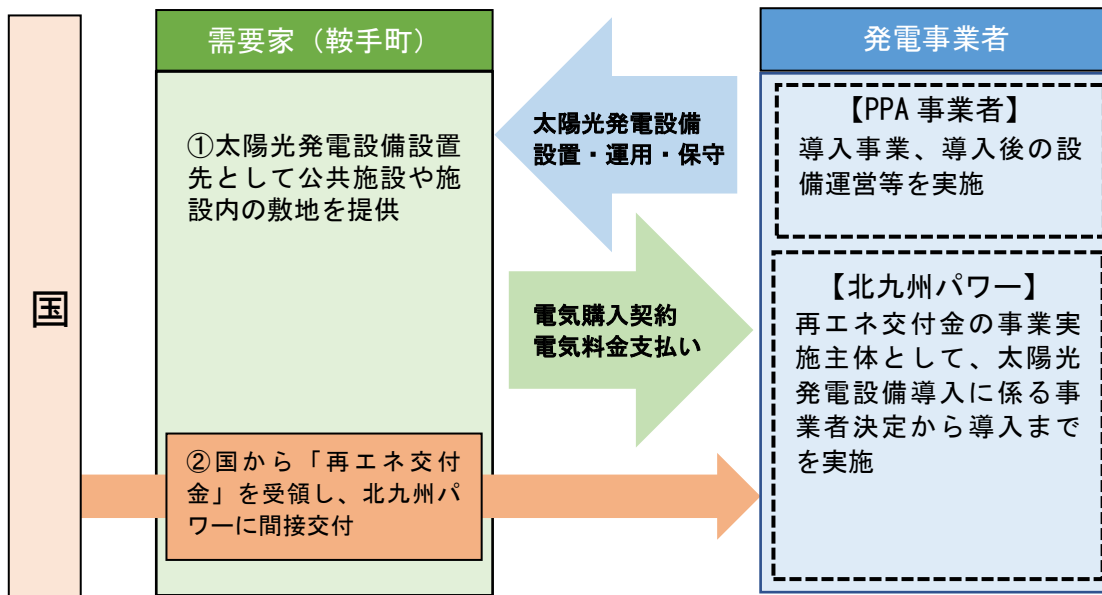 国
需要家（鞍手町）
①太陽光発電設備設置
先として公共施設や施
設内の敷地を提供
②国から「再エネ交付
金」を受領し、北九州パ
ワーに間接交付
太陽光発電設備
設置・運用・保守
電気購入契約
電気料金支払い
発電事業者
【PPA 事業者】
導入事業、導入後の設
備運営等を実施
【北九州パワー】
再エネ交付金の事業実
施主体として、太陽光
発電設備導入に係る事
業者決定から導入まで
を実施